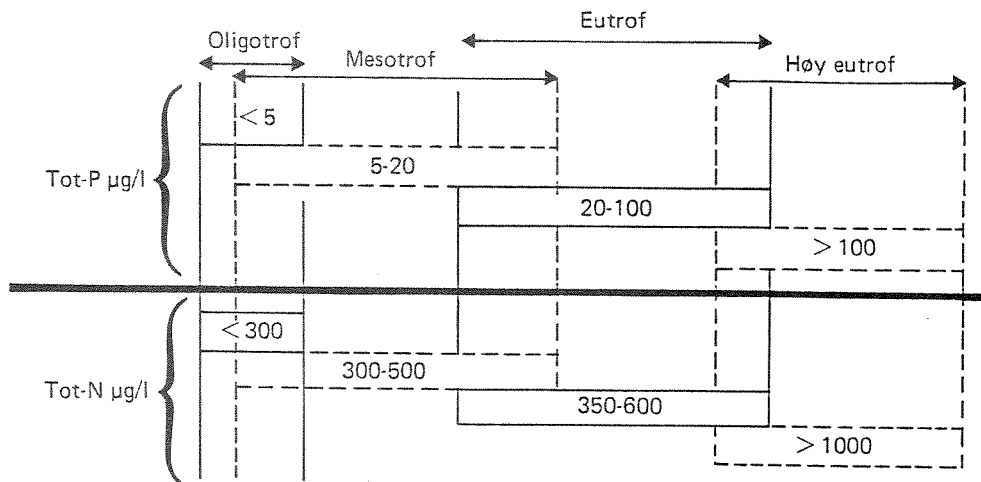 Eutrof
Oligotrof
Mesotrof
Høy eutrof
< 5
Tot-P µg/l
5-20
20-100
> 100
< 300
Tot-N µg/l
300-500
350-600
> 1000